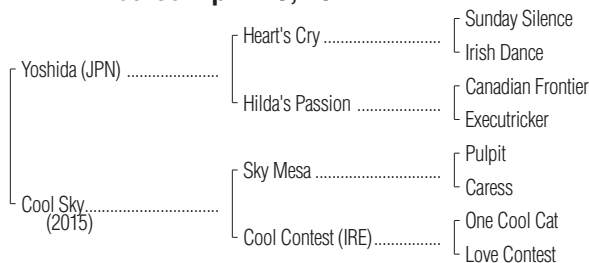 Sunday Silence
Heart's Cry
Irish Dance
Yoshida (JPN)
Canadian Frontier
Hilda's Passion
Executricker
Pulpit
Sky Mesa
Caress
Cool Sky
(2015)
One Cool Cat
Cool Contest (IRE)
Love Contest